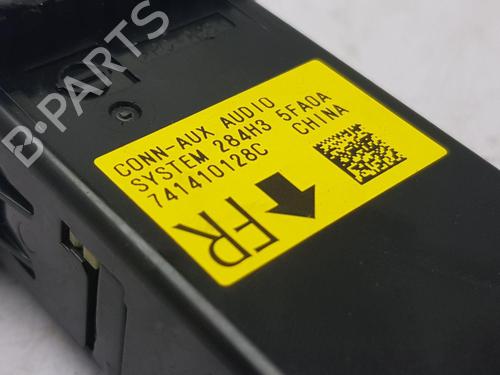 CONN-AUX AUDIO
SYSTEM 284H3 5FA0A
741410128C CHINA
FR
B-PARTS